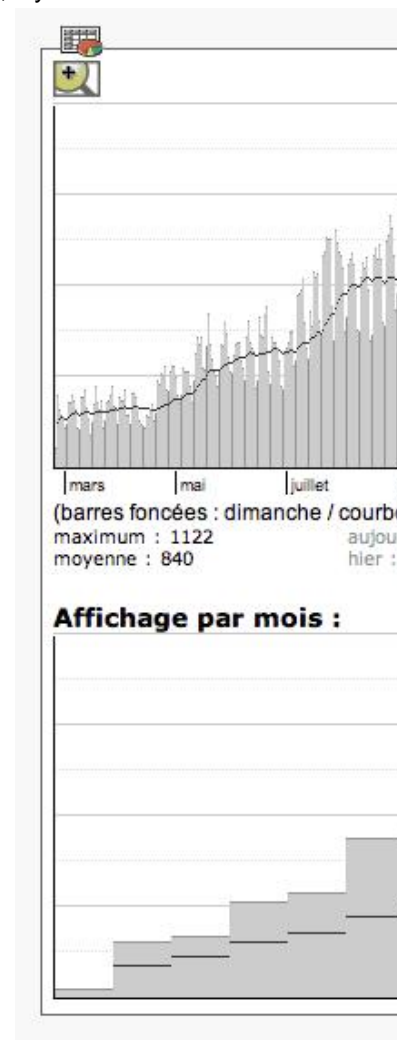 mars mai juillet
(barres foncées : dimanche / courb
maximum : 1122 aujou
moyenne : 840 hier :
Affichage par mois :